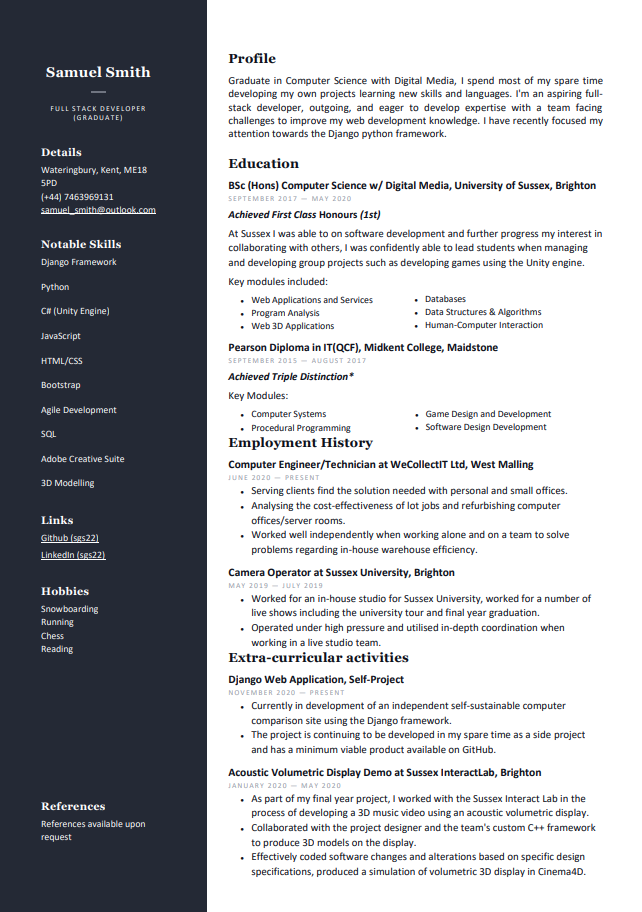 Samuel Smith
FULL STACK DEVELOPER
(GRADUATE)
Details
Wateringbury, Kent, ME18
5PD
(+44) 7463969131
samuel_smith@outlook.com
Notable Skills
Django Framework
Python
C# (Unity Engine)
JavaScript
HTML/CSS
Bootstrap
Agile Development
SQL
Adobe Creative Suite
3D Modelling
Links
Github (sgs22)
LinkedIn (sgs22)
Hobbies
Snowboarding
Running
Chess
Reading
References
References available upon
request
Profile
Graduate in Computer Science with Digital Media, I spend most of my spare time
developing my own projects learning new skills and languages. I'm an aspiring full-
stack developer, outgoing, and eager to develop expertise with a team facing
challenges to improve my web development knowledge. I have recently focused my
attention towards the Django python framework.
Education
BSc (Hons) Computer Science w/ Digital Media, University of Sussex, Brighton
SEPTEMBER 2017 — MAY 2020
Achieved First Class Honours (1st)
At Sussex I was able to on software development and further progress my interest in
collaborating with others, I was confidently able to lead students when managing
and developing group projects such as developing games using the Unity engine.
Key modules included:
• Web Applications and Services
• Program Analysis
• Web 3D Applications
• Databases
• Data Structures & Algorithms
• Human-Computer Interaction
Pearson Diploma in IT(QCF), Midkent College, Maidstone
SEPTEMBER 2015 — AUGUST 2017
Achieved Triple Distinction*
Key Modules:
• Computer Systems
• Procedural Programming
• Game Design and Development
• Software Design Development
Employment History
Computer Engineer/Technician at WeCollectIT Ltd, West Malling
JUNE 2020 — PRESENT
• Serving clients find the solution needed with personal and small offices.
• Analysing the cost-effectiveness of lot jobs and refurbishing computer
offices/server rooms.
• Worked well independently when working alone and on a team to solve
problems regarding in-house warehouse efficiency.
Camera Operator at Sussex University, Brighton
MAY 2019 — JULY 2019
• Worked for an in-house studio for Sussex University, worked for a number of
live shows including the university tour and final year graduation.
• Operated under high pressure and utilised in-depth coordination when
working in a live studio team.
Extra-curricular activities
Django Web Application, Self-Project
NOVEMBER 2020 — PRESENT
• Currently in development of an independent self-sustainable computer
comparison site using the Django framework.
• The project is continuing to be developed in my spare time as a side project
and has a minimum viable product available on GitHub.
Acoustic Volumetric Display Demo at Sussex InteractLab, Brighton
JANUARY 2020 — MAY 2020
• As part of my final year project, I worked with the Sussex Interact Lab in the
process of developing a 3D music video using an acoustic volumetric display.
• Collaborated with the project designer and the team's custom C++ framework
to produce 3D models on the display.
• Effectively coded software changes and alterations based on specific design
specifications, produced a simulation of volumetric 3D display in Cinema4D.